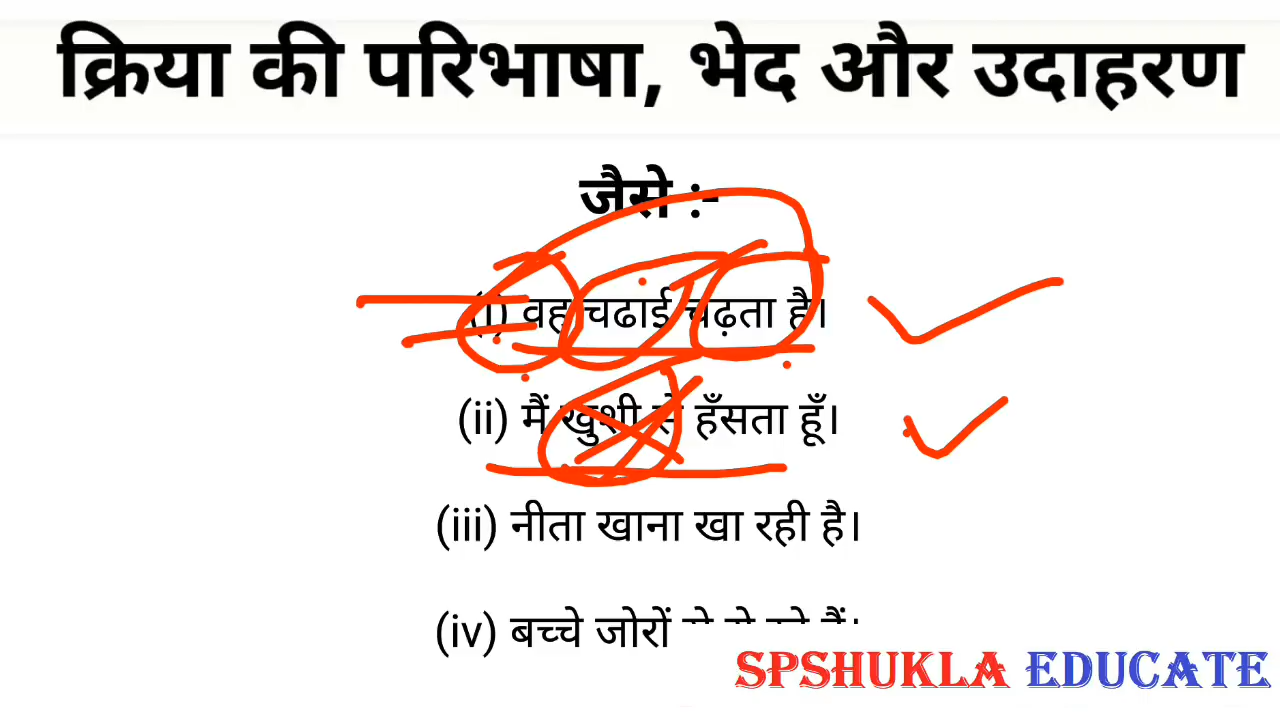 क्रिया की परिभाषा, भेद और उदाहरण
जैसे :-
(i) वह चढाई चढ़ता है।
(ii) मैं खुशी से हँसता हूँ।
(iii) नीता खाना खा रही है।
(iv) बच्चे जोरों
SPSHUKLA EDUCATE